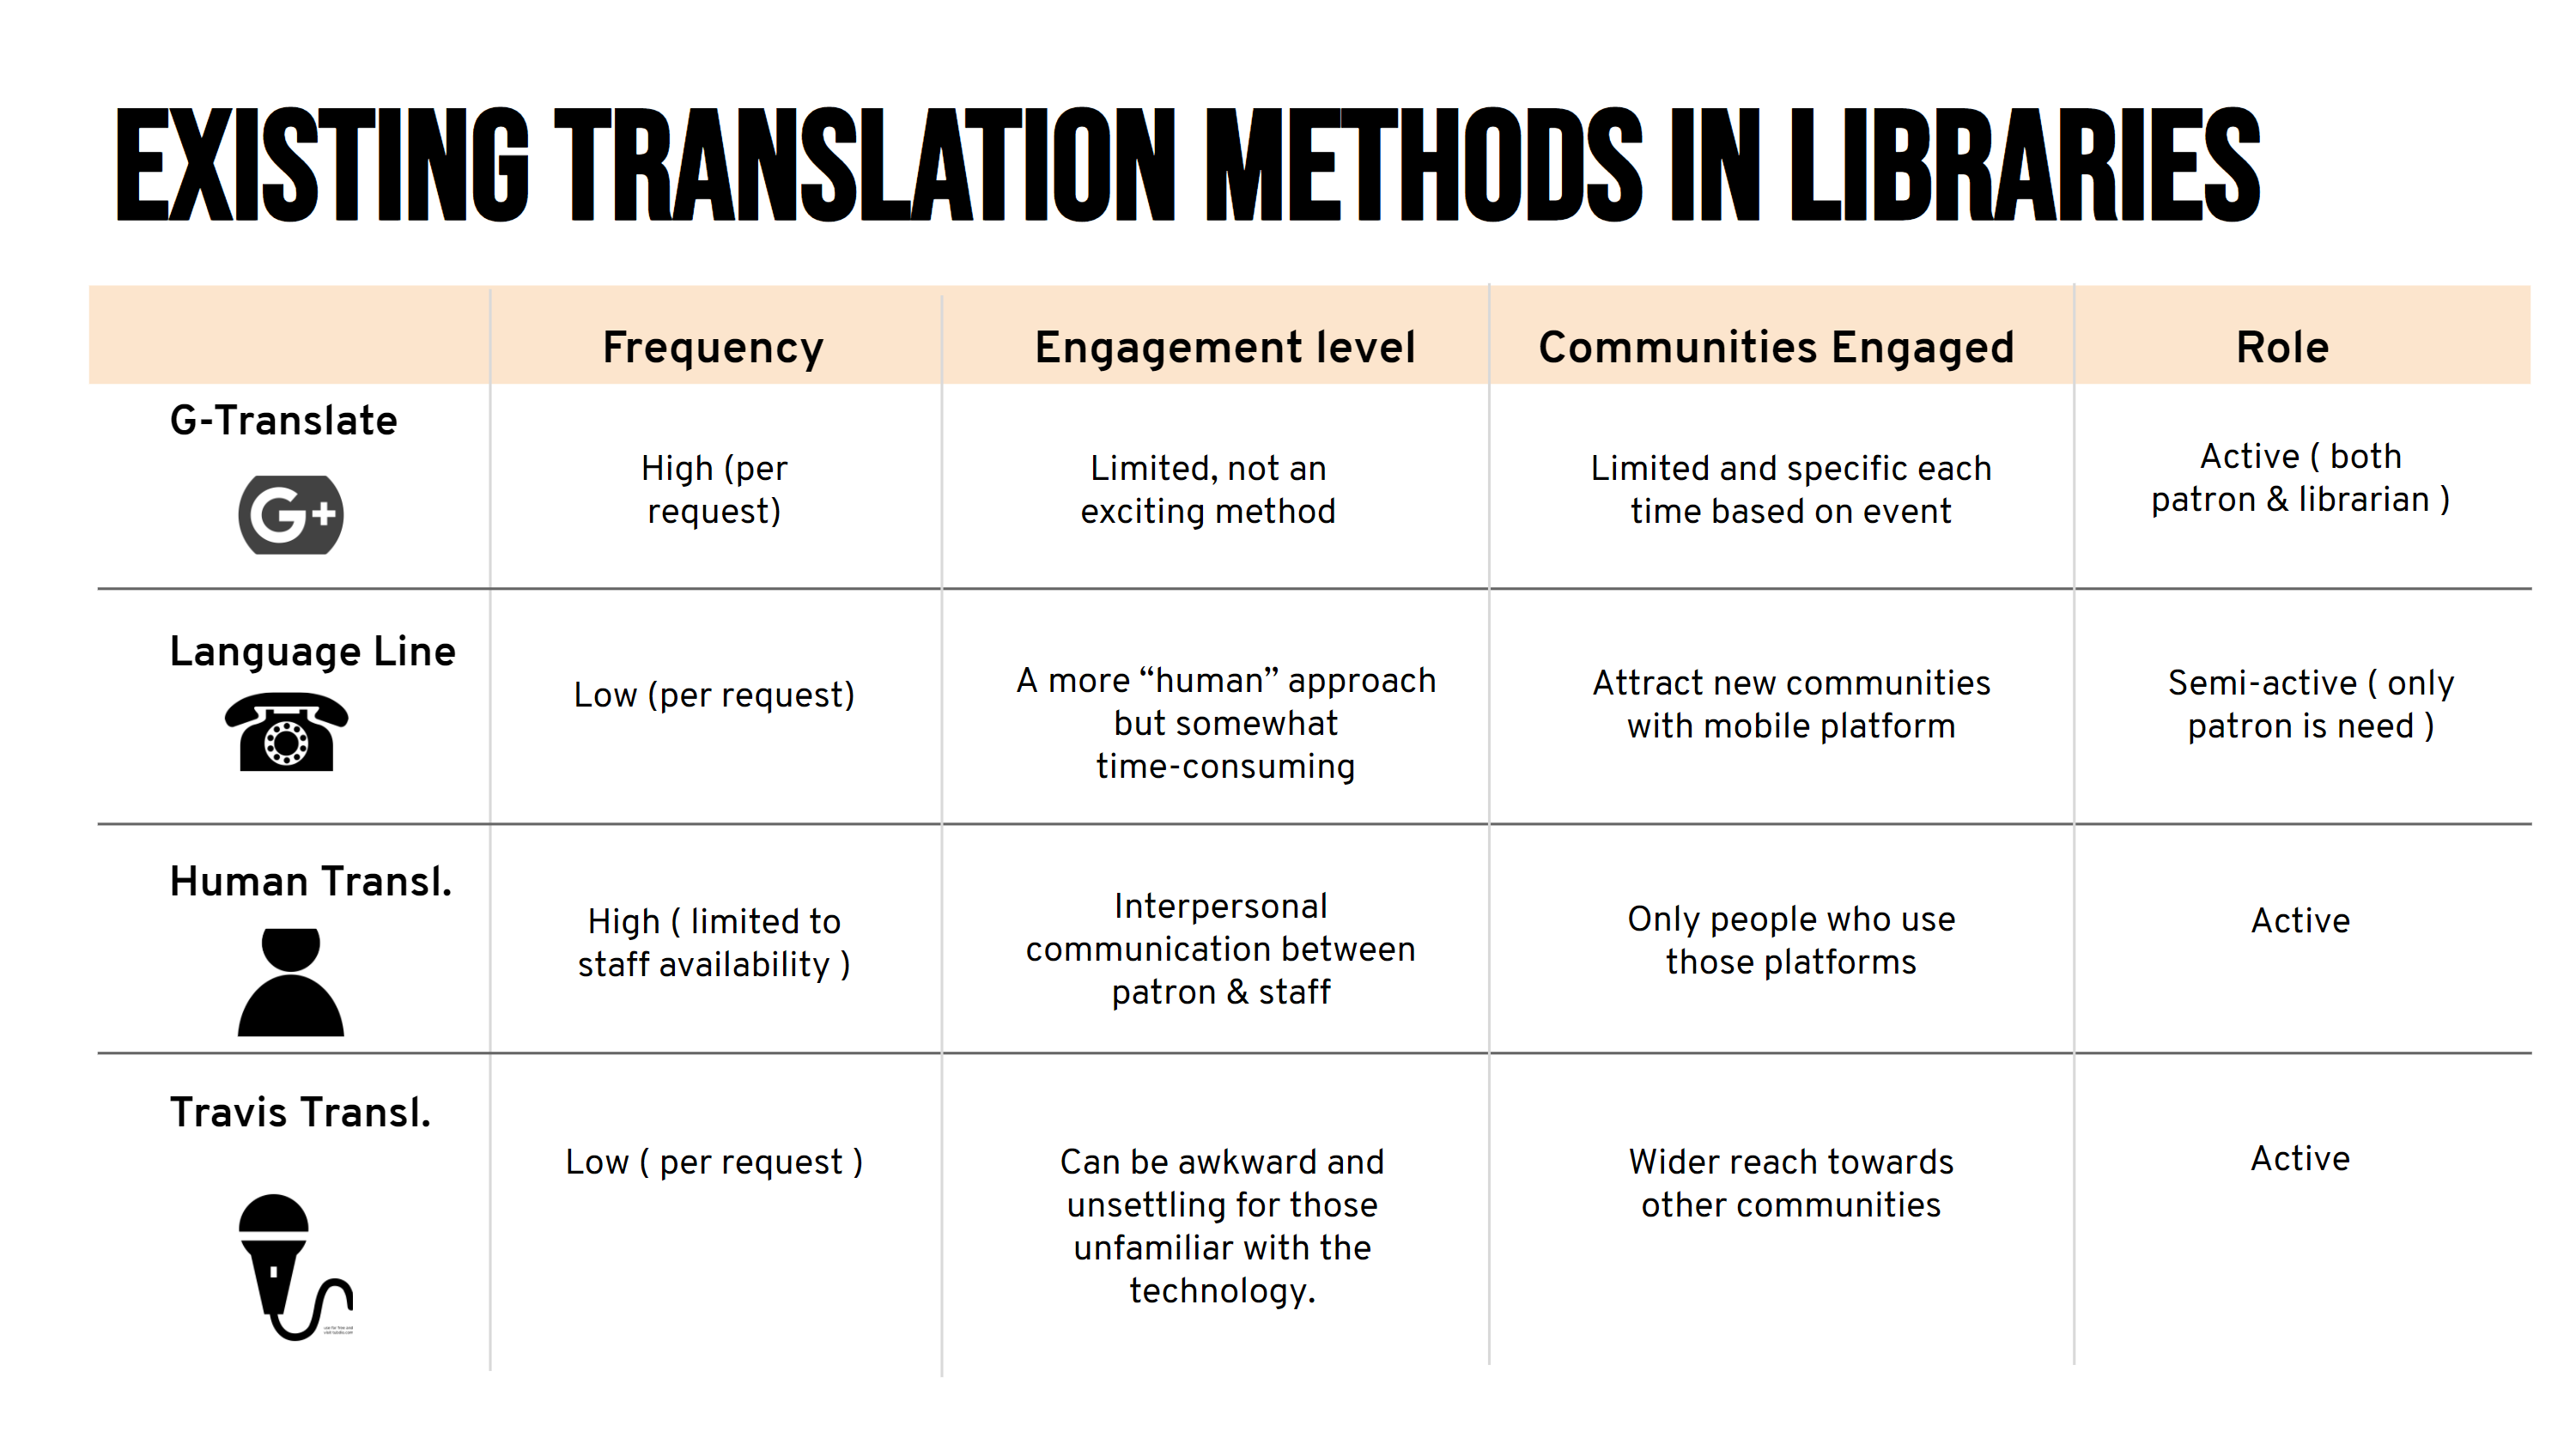 EXISTING TRANSLATION METHODS IN LIBRARIES
Frequency
Engagement level
Communities Engaged
Role
G-Translate
G+
High (per
request)
Limited, not an
exciting method
Limited and specific each
time based on event
Active ( both
patron & librarian )
Language Line
Low (per request)
A more “human” approach
but somewhat
time-consuming
Attract new communities
with mobile platform
Semi-active ( only
patron is need )
Human Transl.
High ( limited to
staff availability )
Interpersonal
communication between
patron & staff
Only people who use
those platforms
Active
Travis Transl.
Low ( per request )
Can be awkward and
unsettling for those
unfamiliar with the
technology.
Wider reach towards
other communities
Active